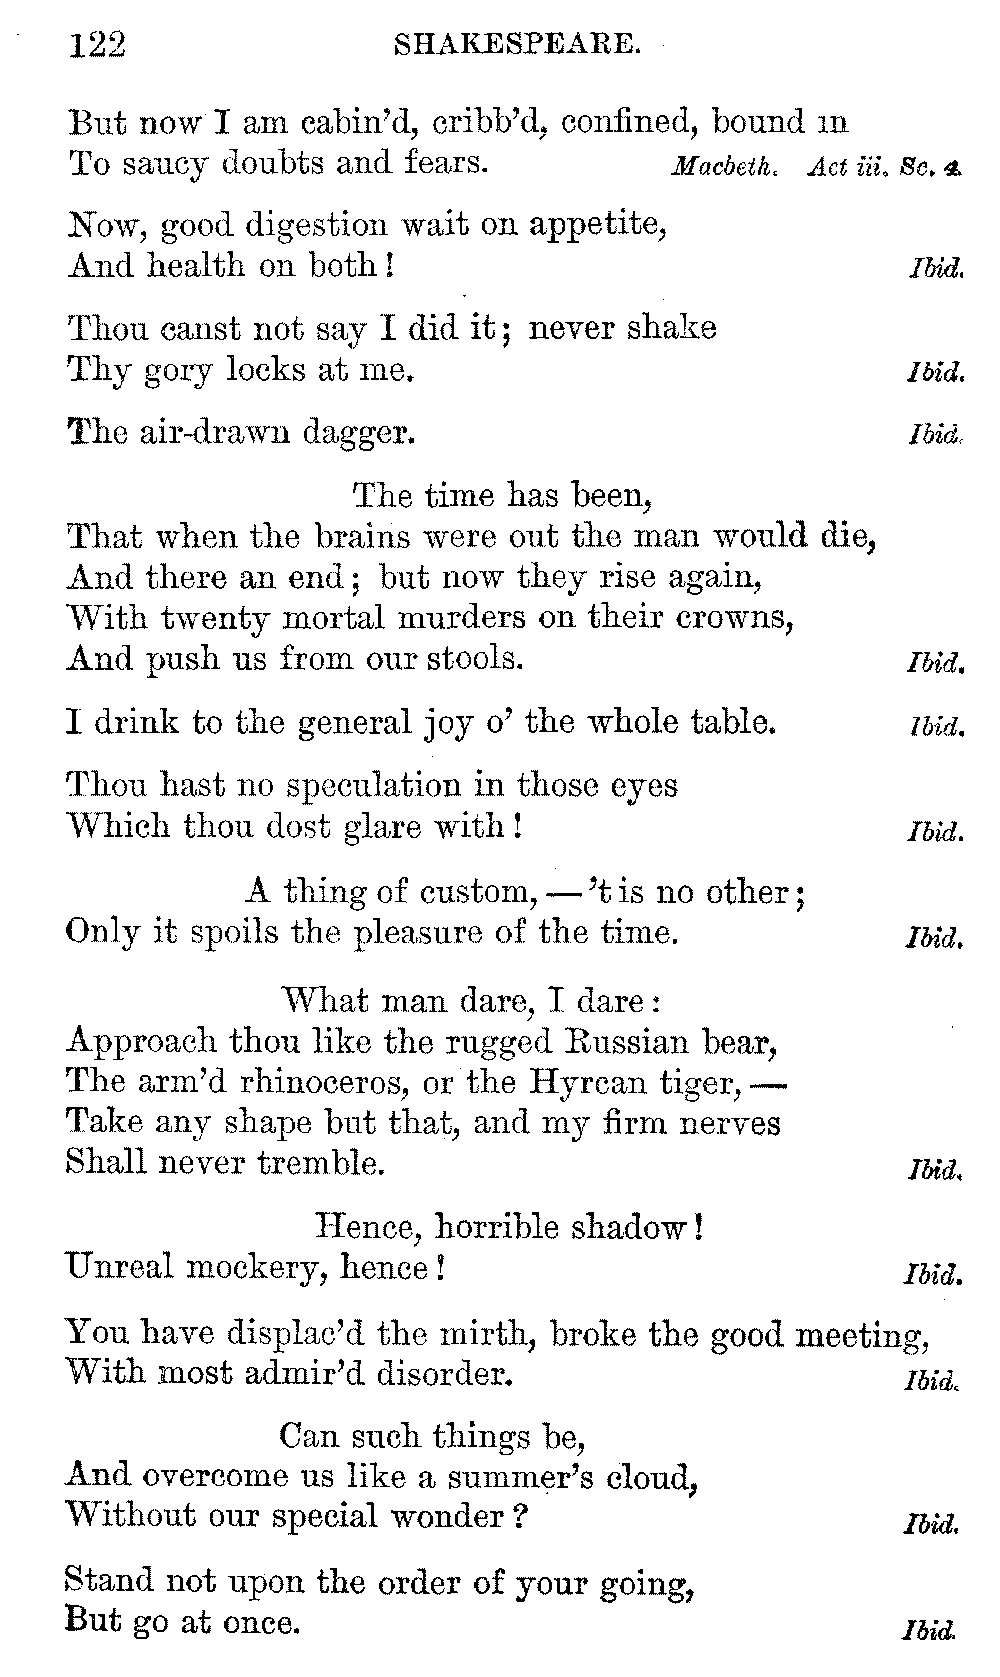 122 SHAKESPEARE.
But now I am cabin’d, cribb’d, confined, bound in
To saucy doubts and fears. Macbeth. Act iii. Sc. 4.
Now, good digestion wait on appetite,
And health on both! Ibid.
Thou canst not say I did it; never shake
Thy gory locks at me. Ibid.
The air-drawn dagger. Ibid.
The time has been,
That when the brains were out the man would die,
And there an end; but now they rise again,
With twenty mortal murders on their crowns,
And push us from our stools. Ibid.
I drink to the general joy o’ the whole table. Ibid.
Thou hast no speculation in those eyes
Which thou dost glare with! Ibid.
A thing of custom, — ’t is no other;
Only it spoils the pleasure of the time. Ibid.
What man dare, I dare:
Approach thou like the rugged Russian bear,
The arm’d rhinoceros, or the Hyrcan tiger, —
Take any shape but that, and my firm nerves
Shall never tremble. Ibid.
Hence, horrible shadow!
Unreal mockery, hence! Ibid.
You have displac’d the mirth, broke the good meeting,
With most admir’d disorder. Ibid.
Can such things be,
And overcome us like a summer’s cloud,
Without our special wonder? Ibid.
Stand not upon the order of your going,
But go at once. Ibid.